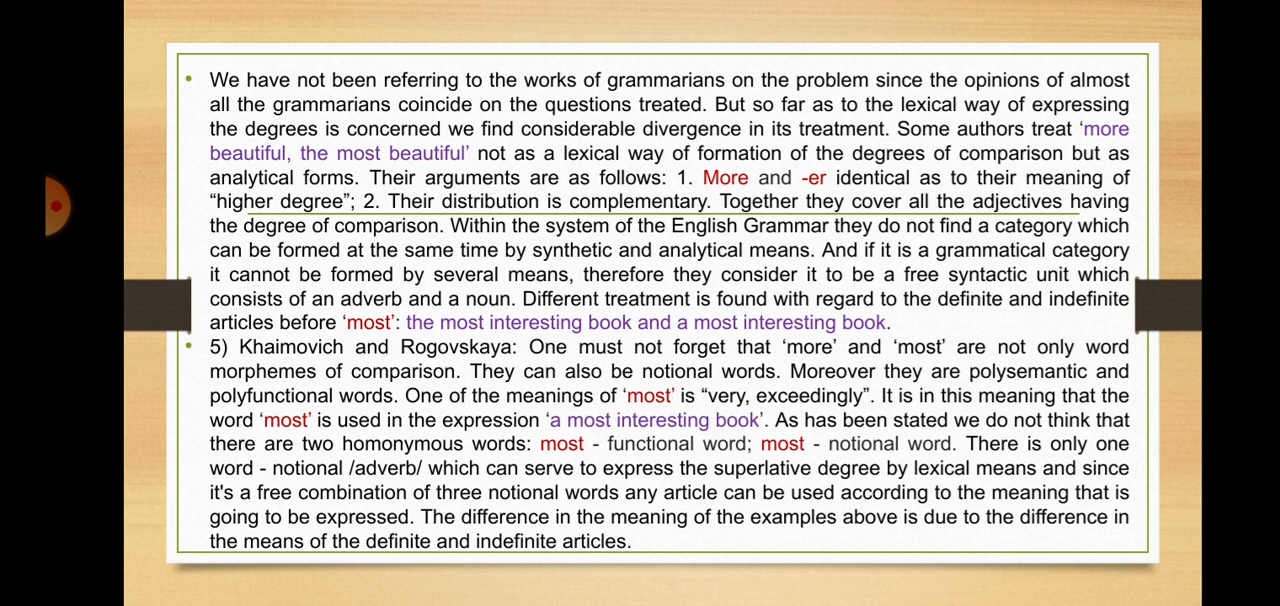 • We have not been referring to the works of grammarians on the problem since the opinions of almost
all the grammarians coincide on the questions treated. But so far as to the lexical way of expressing
the degrees is concerned we find considerable divergence in its treatment. Some authors treat ‘more
beautiful, the most beautiful’ not as a lexical way of formation of the degrees of comparison but as
analytical forms. Their arguments are as follows: 1. More and -er identical as to their meaning of
“higher degree”; 2. Their distribution is complementary. Together they cover all the adjectives having
the degree of comparison. Within the system of the English Grammar they do not find a category which
can be formed at the same time by synthetic and analytical means. And if it is a grammatical category
it cannot be formed by several means, therefore they consider it to be a free syntactic unit which
consists of an adverb and a noun. Different treatment is found with regard to the definite and indefinite
articles before ‘most’: the most interesting book and a most interesting book.
• 5) Khaimovich and Rogovskaya: One must not forget that ‘more’ and ‘most’ are not only word
morphemes of comparison. They can also be notional words. Moreover they are polysemantic and
polyfunctional words. One of the meanings of ‘most’ is “very, exceedingly”. It is in this meaning that the
word ‘most’ is used in the expression ‘a most interesting book’. As has been stated we do not think that
there are two homonymous words: most - functional word; most - notional word. There is only one
word - notional /adverb/ which can serve to express the superlative degree by lexical means and since
it's a free combination of three notional words any article can be used according to the meaning that is
going to be expressed. The difference in the meaning of the examples above is due to the difference in
the means of the definite and indefinite articles.